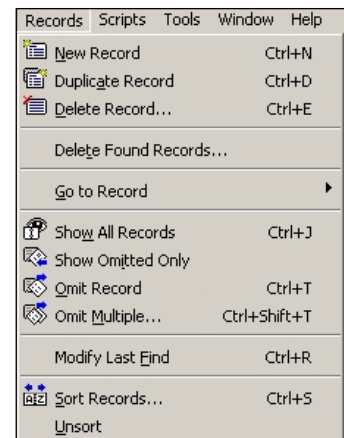 Records Scripts Tools Window Help
New Record Ctrl+N
Duplicate Record Ctrl+D
Delete Record... Ctrl+E
Delete Found Records...
Go to Record
Show All Records Ctrl+J
Show Omitted Only
Omit Record Ctrl+T
Omit Multiple... Ctrl+Shift+T
Modify Last Find Ctrl+R
Sort Records... Ctrl+S
Unsort